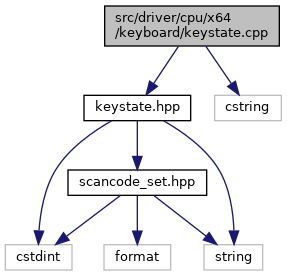 src/driver/cpu/x64
/keyboard/keystate.cpp
keystate.hpp
cstring
scancode_set.hpp
cstdint
format
string